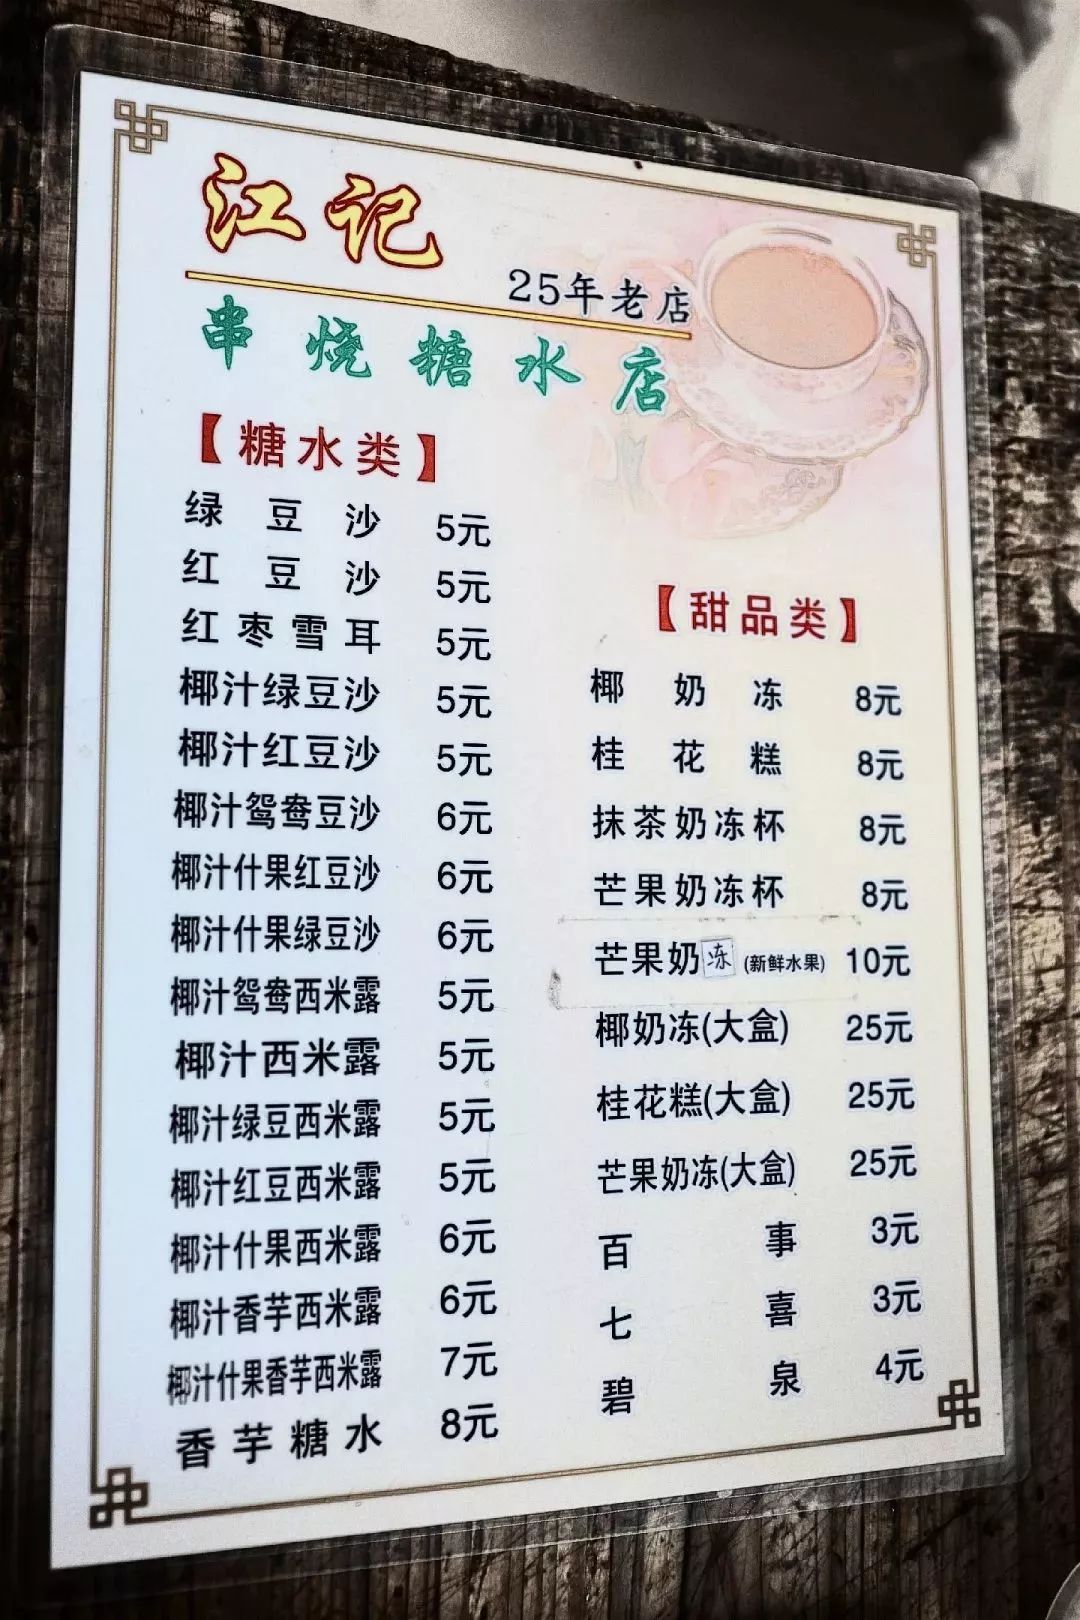 江记
25年老店
串烧糖水店
【糖水类】
绿豆沙 5元
红豆沙 5元
红枣雪耳 5元
椰汁绿豆沙 5元
椰汁红豆沙 5元
椰汁鸳鸯豆沙 6元
椰汁什果红豆沙 6元
椰汁什果绿豆沙 6元
椰汁鸳鸯西米露 5元
椰汁西米露 5元
椰汁绿豆西米露 5元
椰汁红豆西米露 5元
椰汁什果西米露 6元
椰汁香芋西米露 6元
椰汁什果香芋西米露 7元
香芋糖水 8元
【甜品类】
椰奶冻 8元
桂花糕 8元
抹茶奶冻杯 8元
芒果奶冻杯 8元
芒果奶冻(新鲜水果) 10元
椰奶冻(大盒) 25元
桂花糕(大盒) 25元
芒果奶冻(大盒) 25元
百事 3元
七喜 3元
碧泉 4元